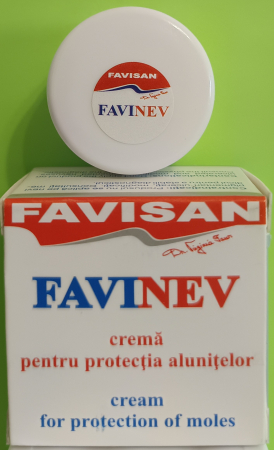 FAVISAN
FAVINEV
FAVISAN
FAVINEV
cremă
pentru protecția alunițelor
cream
for protection of moles